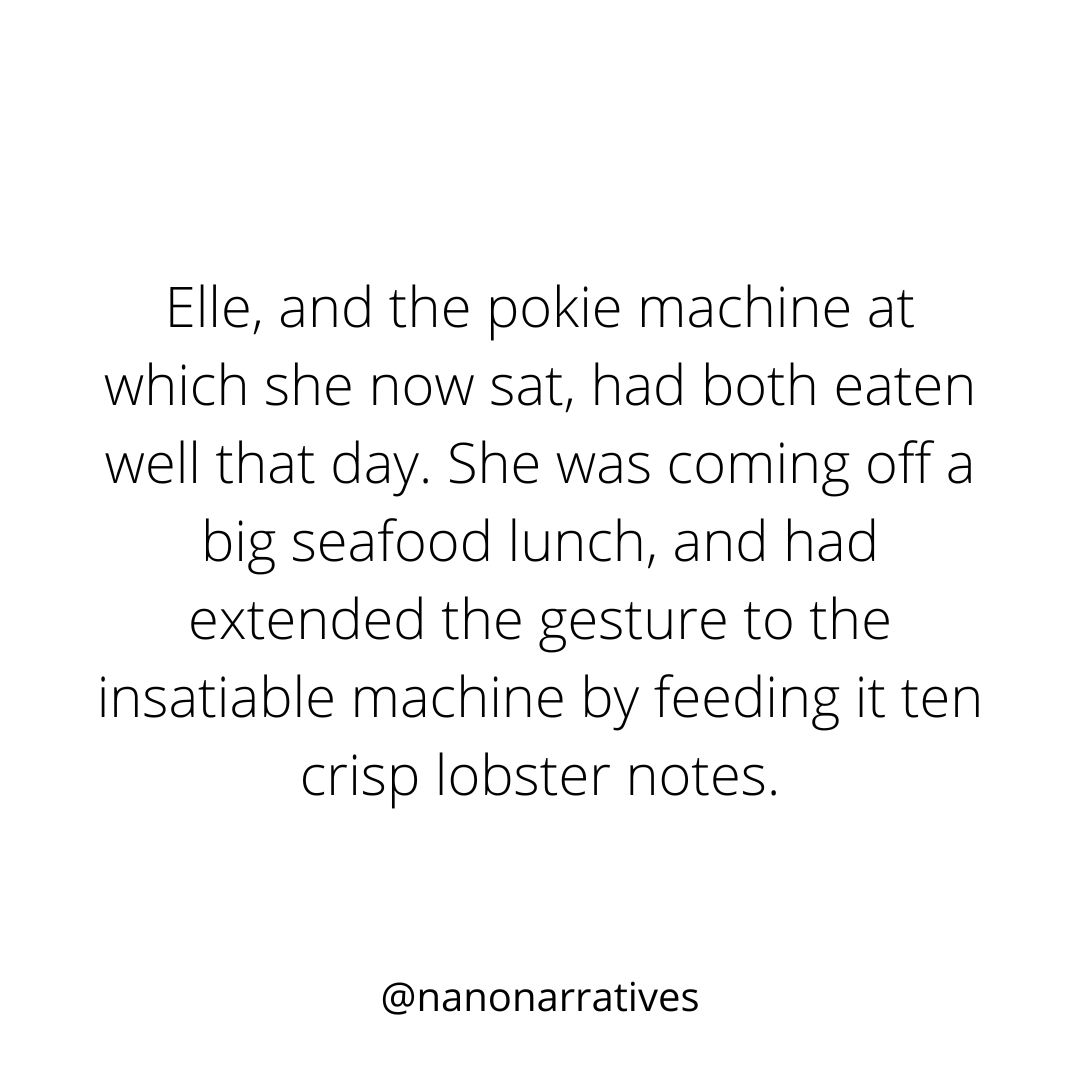 Elle, and the pokie machine at
which she now sat, had both eaten
well that day. She was coming off a
big seafood lunch, and had
extended the gesture to the
insatiable machine by feeding it ten
crisp lobster notes.
@nanonarratives